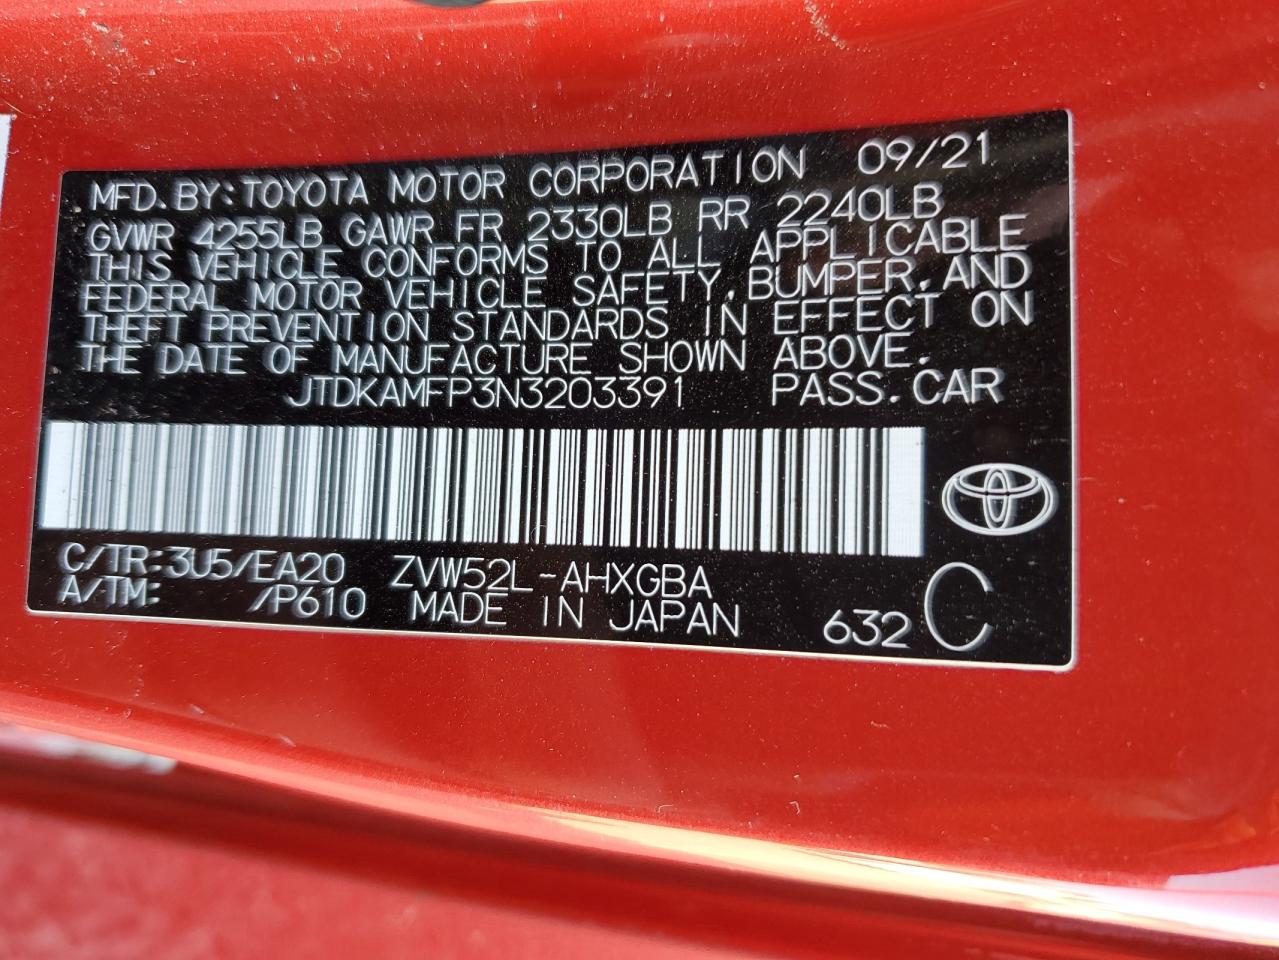 MFD. BY: TOYOTA MOTOR CORPORATION 09/21
GVWR 4255LB GAWR FR 2330LB RR 2240LB
THIS VEHICLE CONFORMS TO ALL APPLICABLE
FEDERAL MOTOR VEHICLE SAFETY, BUMPER, AND
THEFT PREVENTION STANDARDS IN EFFECT ON
THE DATE OF MANUFACTURE SHOWN ABOVE.
JTDKAMFP3N3203391 PASS. CAR
C/TR: 3U5/EA20 ZVW52L-AHXGBA
A/TM: /P610 MADE IN JAPAN 632 C